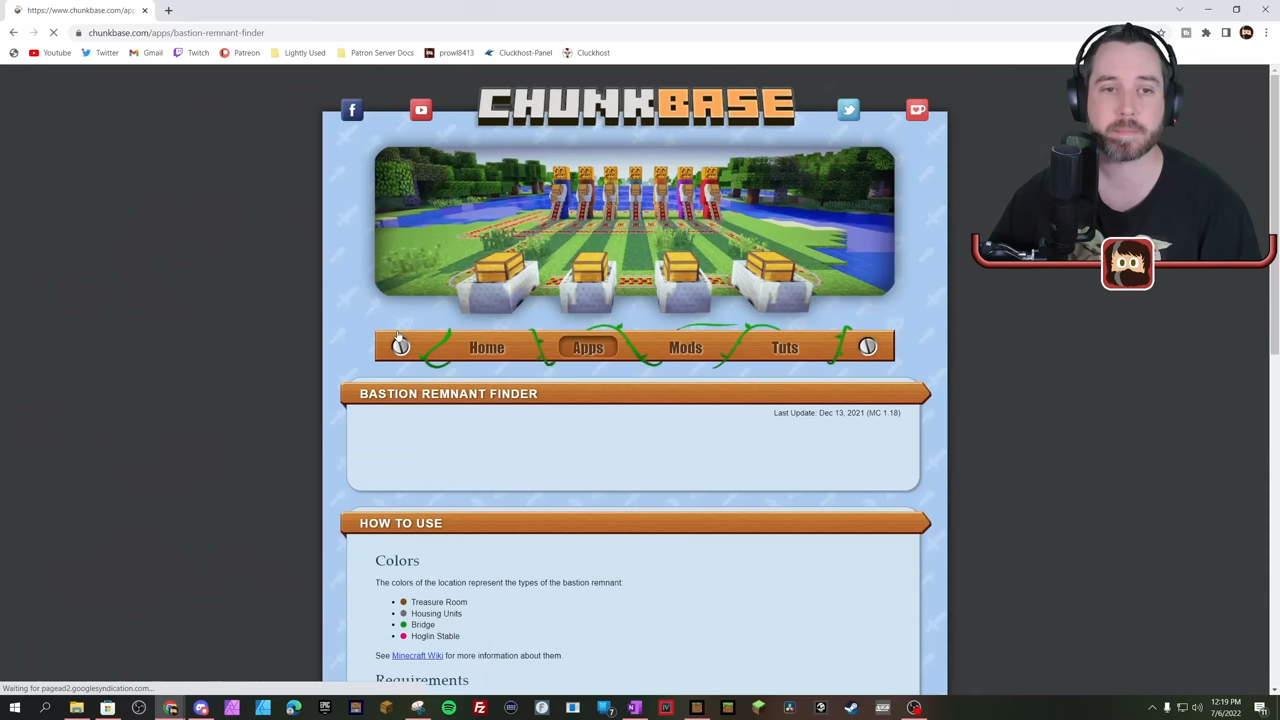 https://www.chunkbase.com/app
chunkbase.com/apps/bastion-remnant-finder
Youtube
Twitter
Gmail
Twitch
Patreon
Lightly Used
Patron Server Docs
prowl8413
Cluckhost-Panel
Cluckhost
CHUNKBASE
Home
Apps
Mods
Tuts
BASTION REMNANT FINDER
Last Update: Dec 13, 2021 (MC 1.18)
HOW TO USE
Colors
The colors of the location represent the types of the bastion remnant:
Treasure Room
Housing Units
Bridge
Hoglin Stable
See Minecraft Wiki for more information about them.
Requirements
Waiting for pagead2.googlesyndication.com...
12:19 PM
7/6/2022